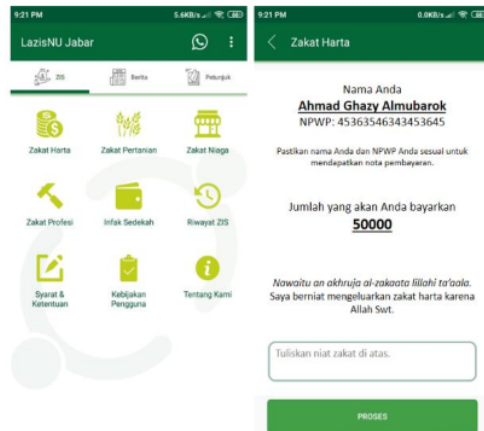 9:21 PM
5.6KB/s
LazisNU Jabar
ZIS
Berita
Petunjuk
Zakat Harta
Zakat Pertanian
Zakat Niaga
Zakat Profesi
Infak Sedekah
Riwayat ZIS
Syarat &
Ketentuan
Kebijakan
Pengguna
Tentang Kami
9:21 PM
0.0KB/s
Zakat Harta
Nama Anda
Ahmad Ghazy Almubarok
NPWP: 45363546343453645
Pastikan nama Anda dan NPWP Anda sesuai untuk
mendapatkan nota pembayaran.
Jumlah yang akan Anda bayarkan
50000
Nawaitu an akhruja al-zakaata lillahi ta'aala.
Saya berniat mengeluarkan zakat harta karena
Allah Swt.
Tuliskan niat zakat di atas.
PROSES